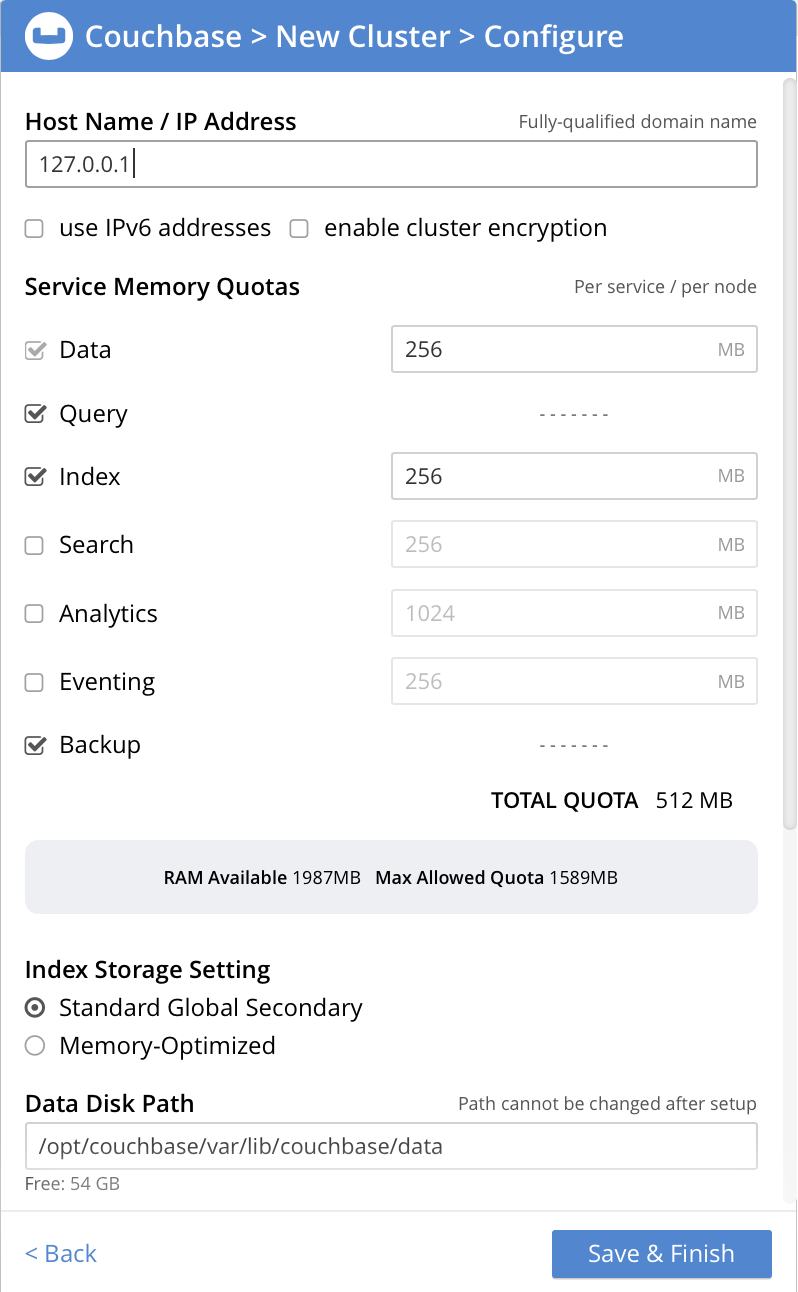 Couchbase > New Cluster > Configure
Host Name / IP Address Fully-qualified domain name
127.0.0.1
use IPv6 addresses enable cluster encryption
Service Memory Quotas Per service / per node
Data 256 MB
Query -------
Index 256 MB
Search 256 MB
Analytics 1024 MB
Eventing 256 MB
Backup -------
TOTAL QUOTA 512 MB
RAM Available 1987MB Max Allowed Quota 1589MB
Index Storage Setting
Standard Global Secondary
Memory-Optimized
Data Disk Path Path cannot be changed after setup
/opt/couchbase/var/lib/couchbase/data
Free: 54 GB
< Back Save & Finish